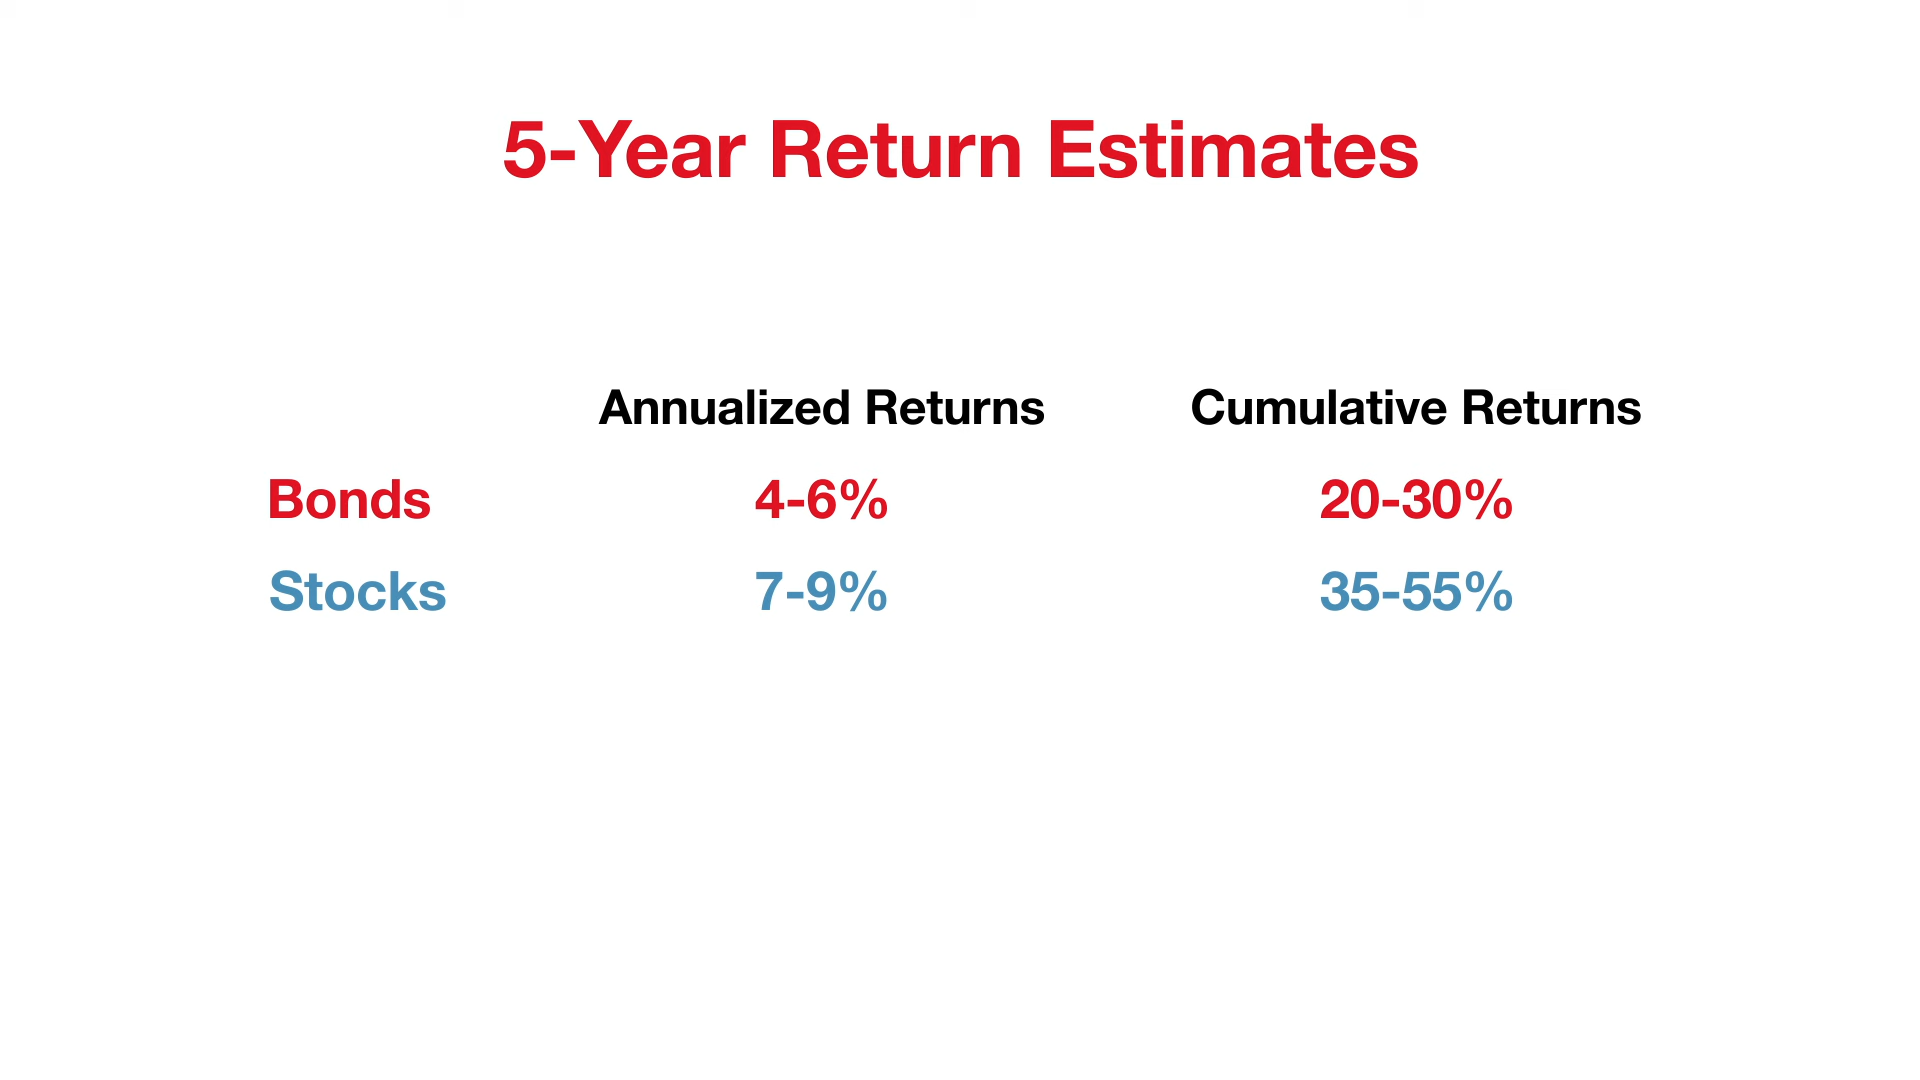 5-Year Return Estimates
Annualized Returns Cumulative Returns
Bonds 4-6% 20-30%
Stocks 7-9% 35-55%